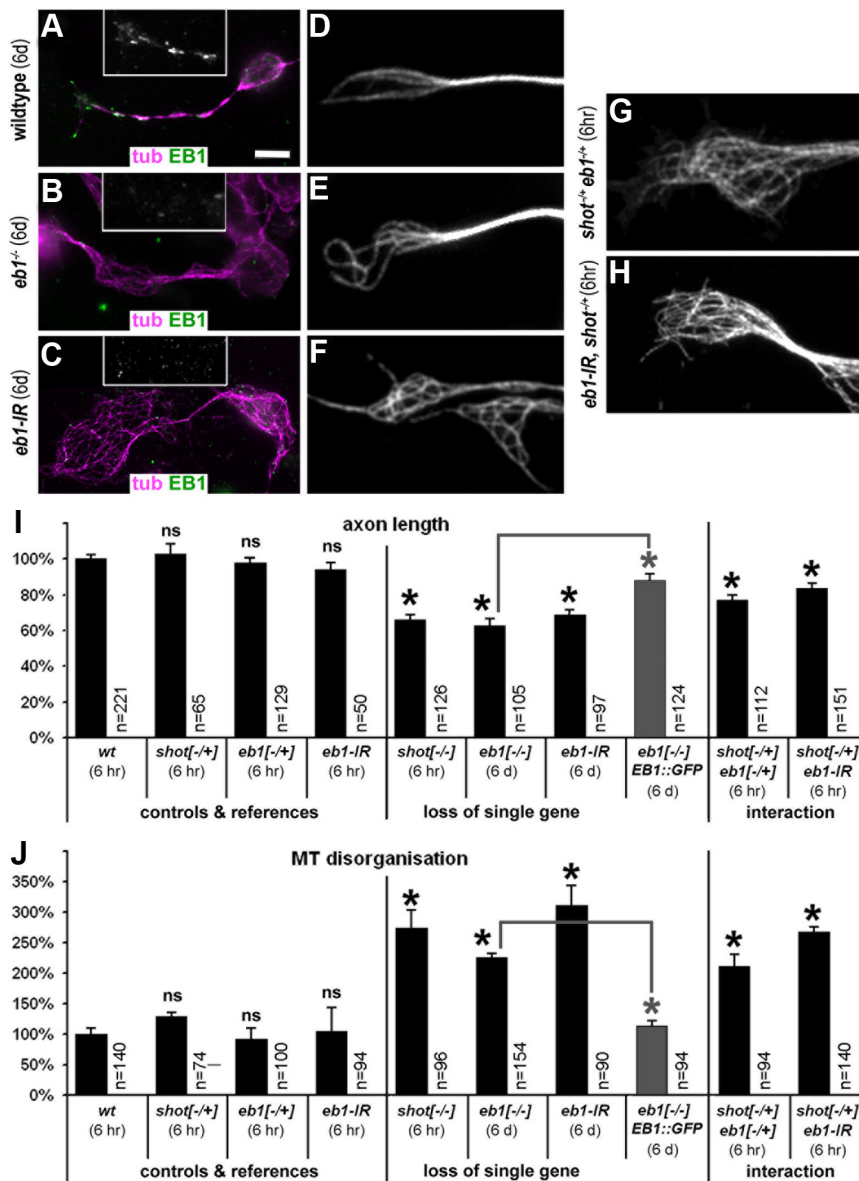 A
D
wildtype (6d)
tub EB1
B
E
eb1-/- (6d)
tub EB1
C
F
eb1-IR (6d)
tub EB1
G
shot-/+ eb1-/+ (6hr)
H
eb1-IR, shot-/+ (6hr)
I
axon length
100%
80%
60%
40%
20%
0%
ns
ns
ns
*
*
*
*
*
*
n=221
n=65
n=129
n=50
n=126
n=105
n=97
n=124
n=112
n=151
wt
(6 hr)
shot[-/+]
(6 hr)
eb1[-/+]
(6 hr)
eb1-IR
(6 hr)
shot[-/-]
(6 hr)
eb1[-/-]
(6 d)
eb1-IR
(6 d)
eb1[-/-]
EB1::GFP
(6 d)
shot[-/+]
eb1[-/+]
(6 hr)
shot[-/+]
eb1-IR
(6 hr)
controls & references
loss of single gene
interaction
J
MT disorganisation
350%
300%
250%
200%
150%
100%
50%
0%
ns
ns
ns
*
*
*
*
*
*
n=140
n=74
n=100
n=94
n=96
n=154
n=90
n=94
n=94
n=140
wt
(6 hr)
shot[-/+]
(6 hr)
eb1[-/+]
(6 hr)
eb1-IR
(6 hr)
shot[-/-]
(6 hr)
eb1[-/-]
(6 d)
eb1-IR
(6 d)
eb1[-/-]
EB1::GFP
(6 d)
shot[-/+]
eb1[-/+]
(6 hr)
shot[-/+]
eb1-IR
(6 hr)
controls & references
loss of single gene
interaction